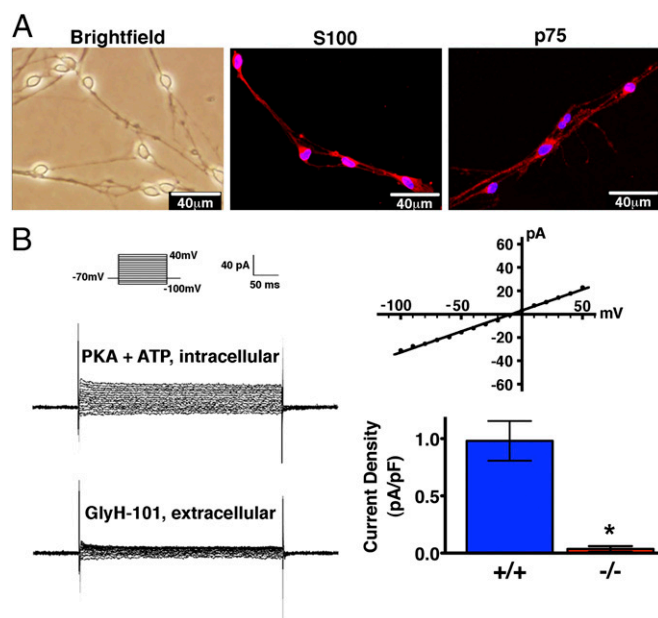 A
Brightfield
S100
p75
40µm
40µm
40µm
B
40mV
-70mV
-100mV
40 pA
50 ms
PKA + ATP, intracellular
GlyH-101, extracellular
pA
60
40
20
-100
-50
50
mV
-20
-40
-60
Current Density
(pA/pF)
1.0
0.5
0.0
*
+/+
-/-